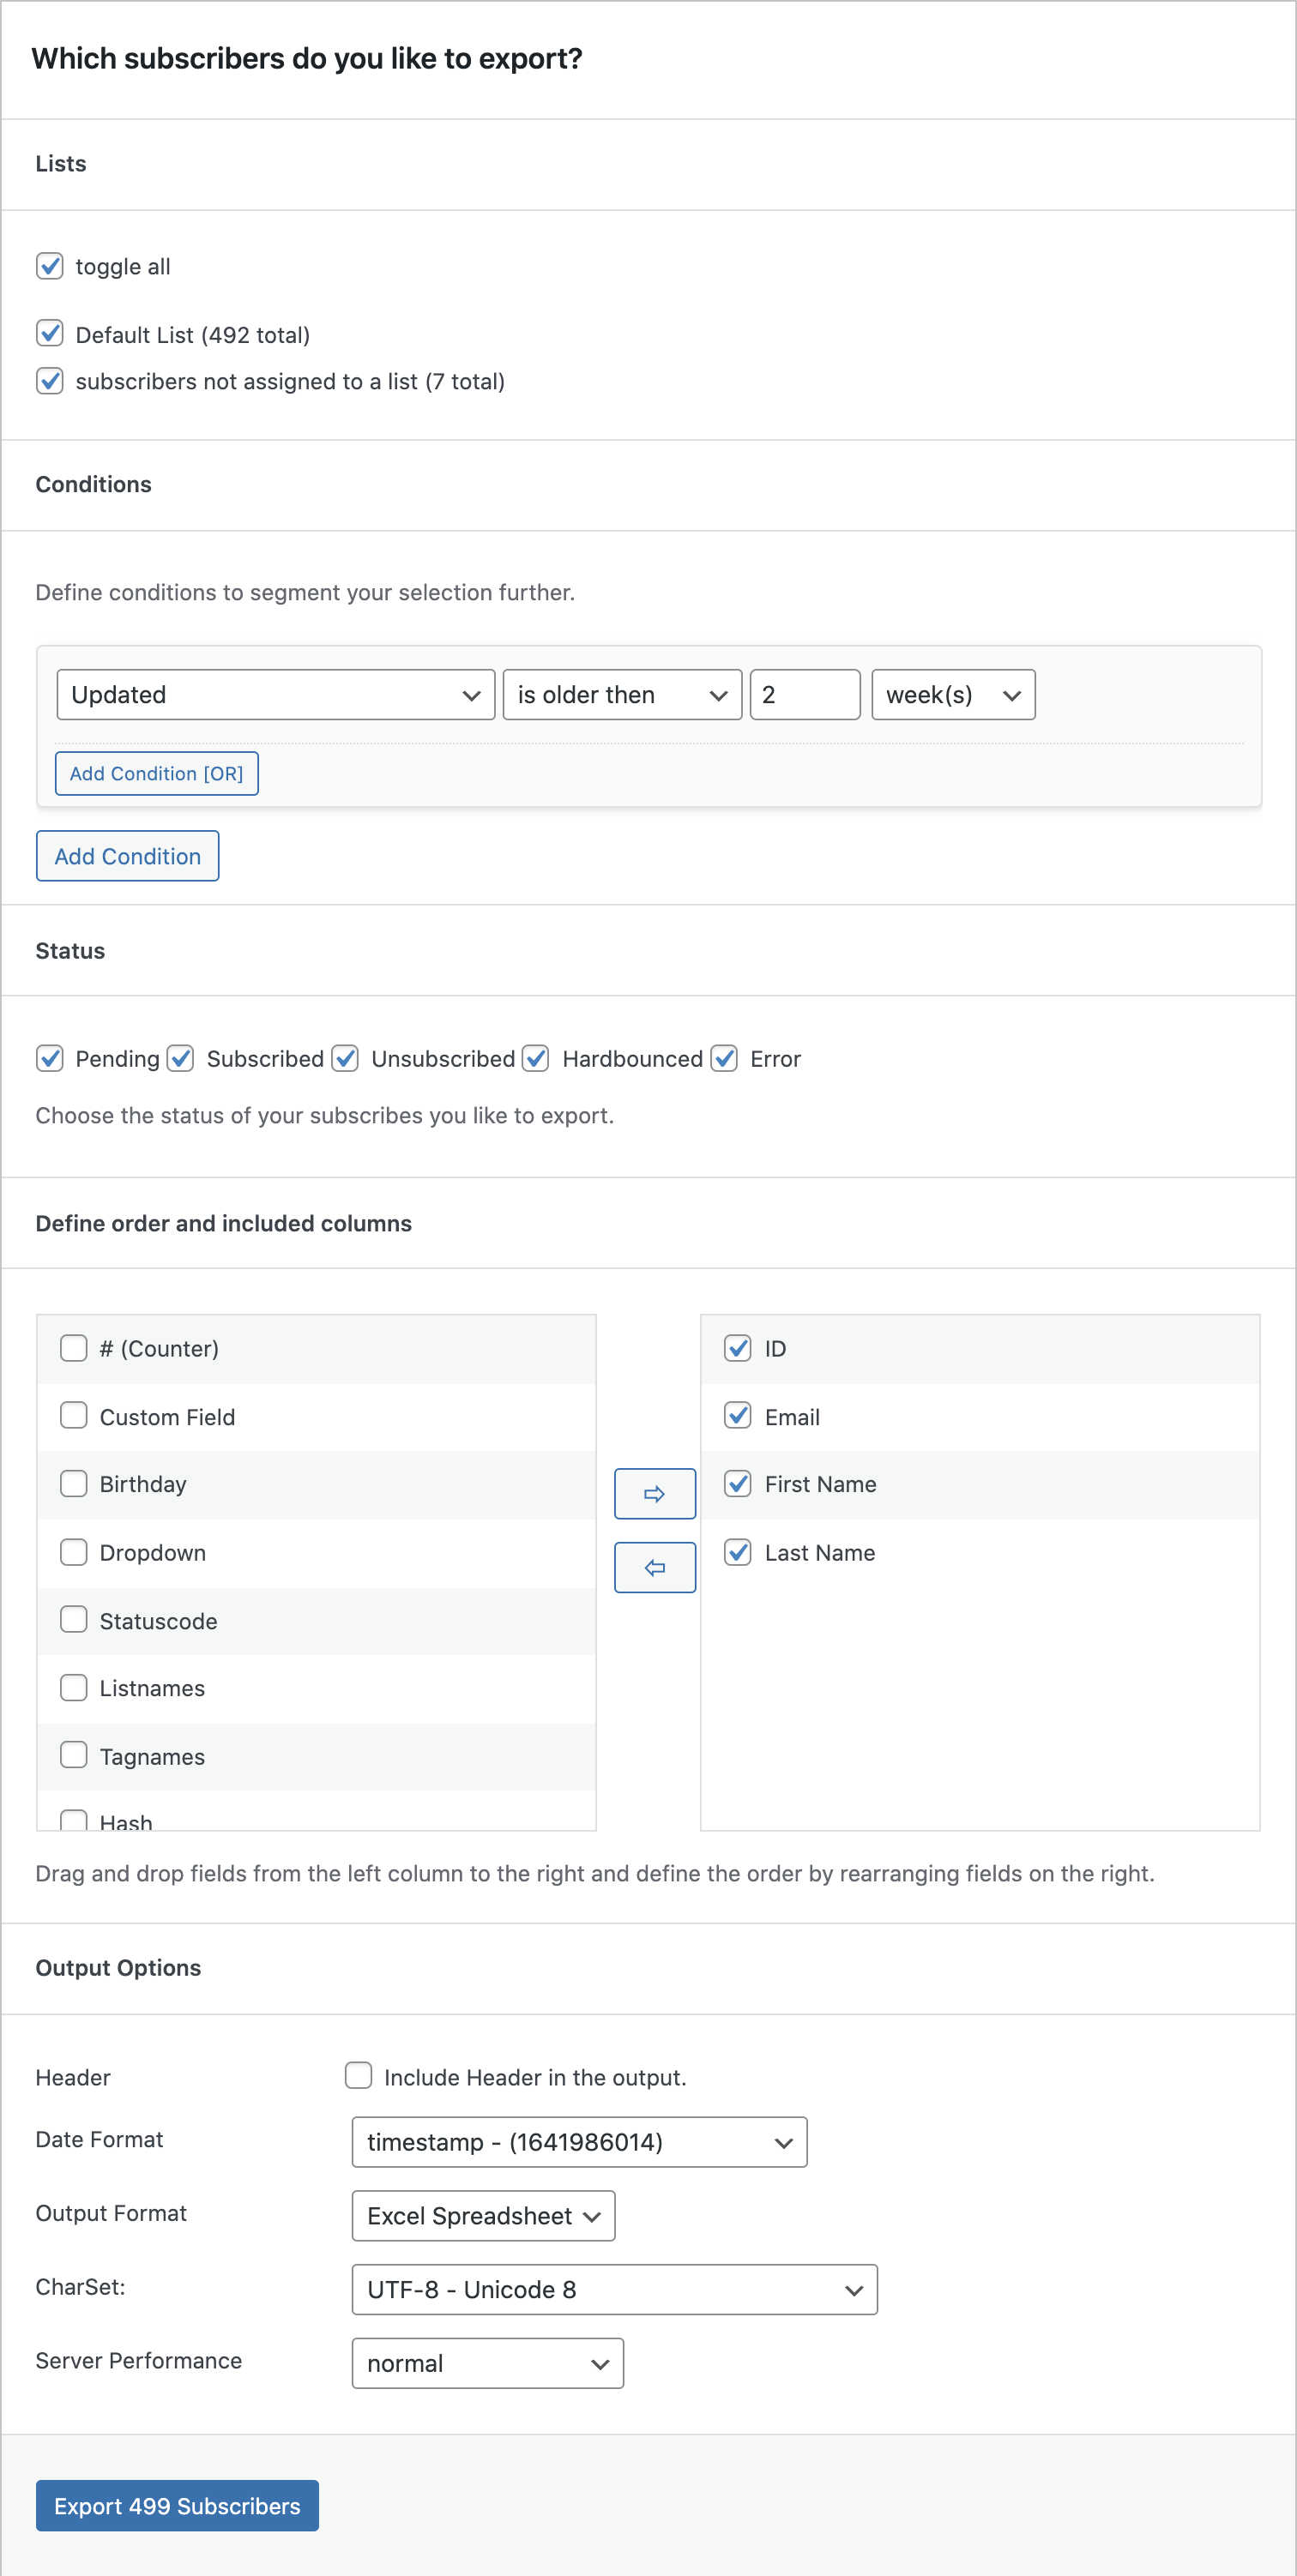 Which subscribers do you like to export?
Lists
toggle all
Default List (492 total)
subscribers not assigned to a list (7 total)
Conditions
Define conditions to segment your selection further.
Updated is older then 2 week(s)
Add Condition [OR]
Add Condition
Status
Pending Subscribed Unsubscribed Hardbounced Error
Choose the status of your subscribes you like to export.
Define order and included columns
# (Counter)
Custom Field
Birthday
Dropdown
Statuscode
Listnames
Tagnames
Hash
ID
Email
First Name
Last Name
Drag and drop fields from the left column to the right and define the order by rearranging fields on the right.
Output Options
Header Include Header in the output.
Date Format timestamp - (1641986014)
Output Format Excel Spreadsheet
CharSet: UTF-8 - Unicode 8
Server Performance normal
Export 499 Subscribers